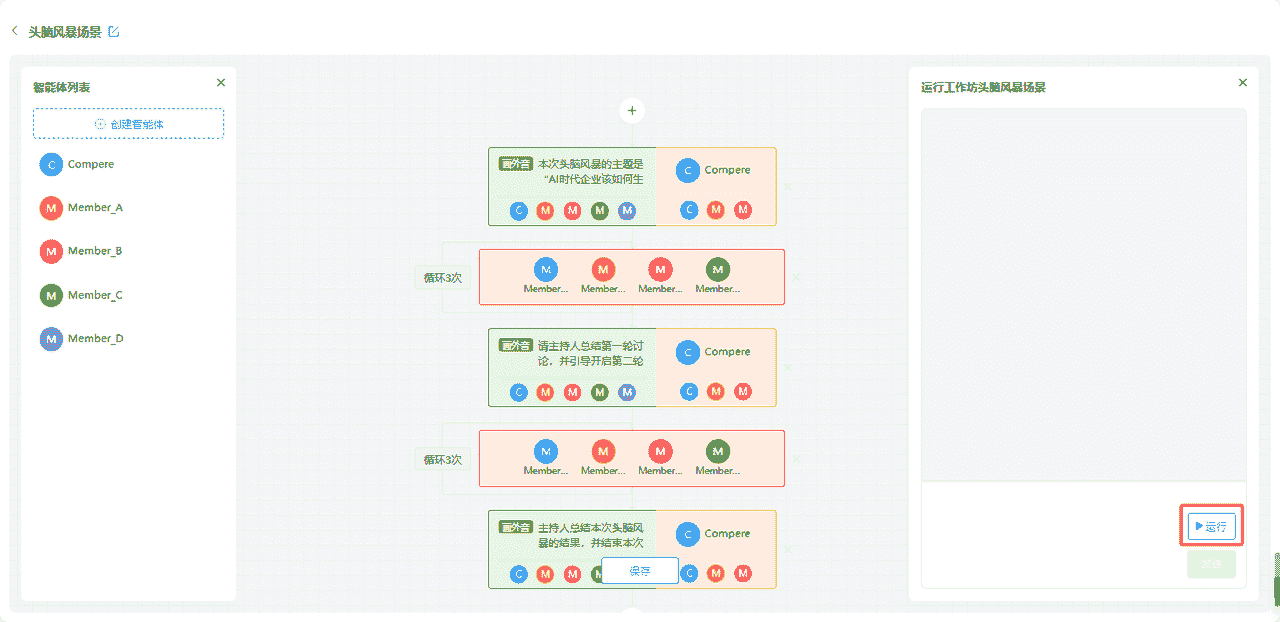 头脑风暴场景
智能体列表
创建智能体
C Compere
M Member_A
M Member_B
M Member_C
M Member_D
+
画外音 本次头脑风暴的主题是
“AI时代企业该如何生
C M M M M
C Compere
C M M
循环3次
M M M M
Member... Member... Member... Member...
画外音 请主持人总结第一轮讨
论，并引导开启第二轮
C M M M M
C Compere
C M M
循环3次
M M M M
Member... Member... Member... Member...
画外音 主持人总结本次头脑风
暴的结果，并结束本次
C M M M
C Compere
C M M
保存
运行工作坊头脑风暴场景
运行